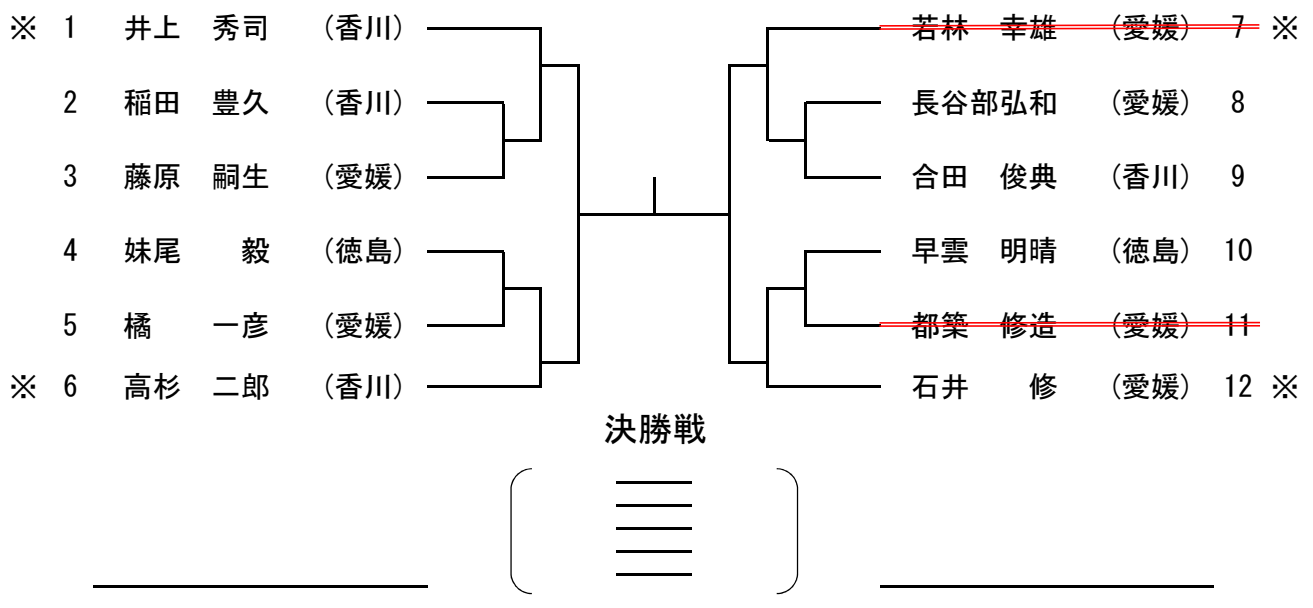 ※ 1 井上 秀司 (香川) 若林 幸雄 (愛媛) 7 ※
2 稲田 豊久 (香川) 長谷部弘和 (愛媛) 8
3 藤原 嗣生 (愛媛) 合田 俊典 (香川) 9
4 妹尾 毅 (徳島) 早雲 明晴 (徳島) 10
5 橘 一彦 (愛媛) 都築 修造 (愛媛) 11
※ 6 高杉 二郎 (香川) 石井 修 (愛媛) 12 ※
決勝戦